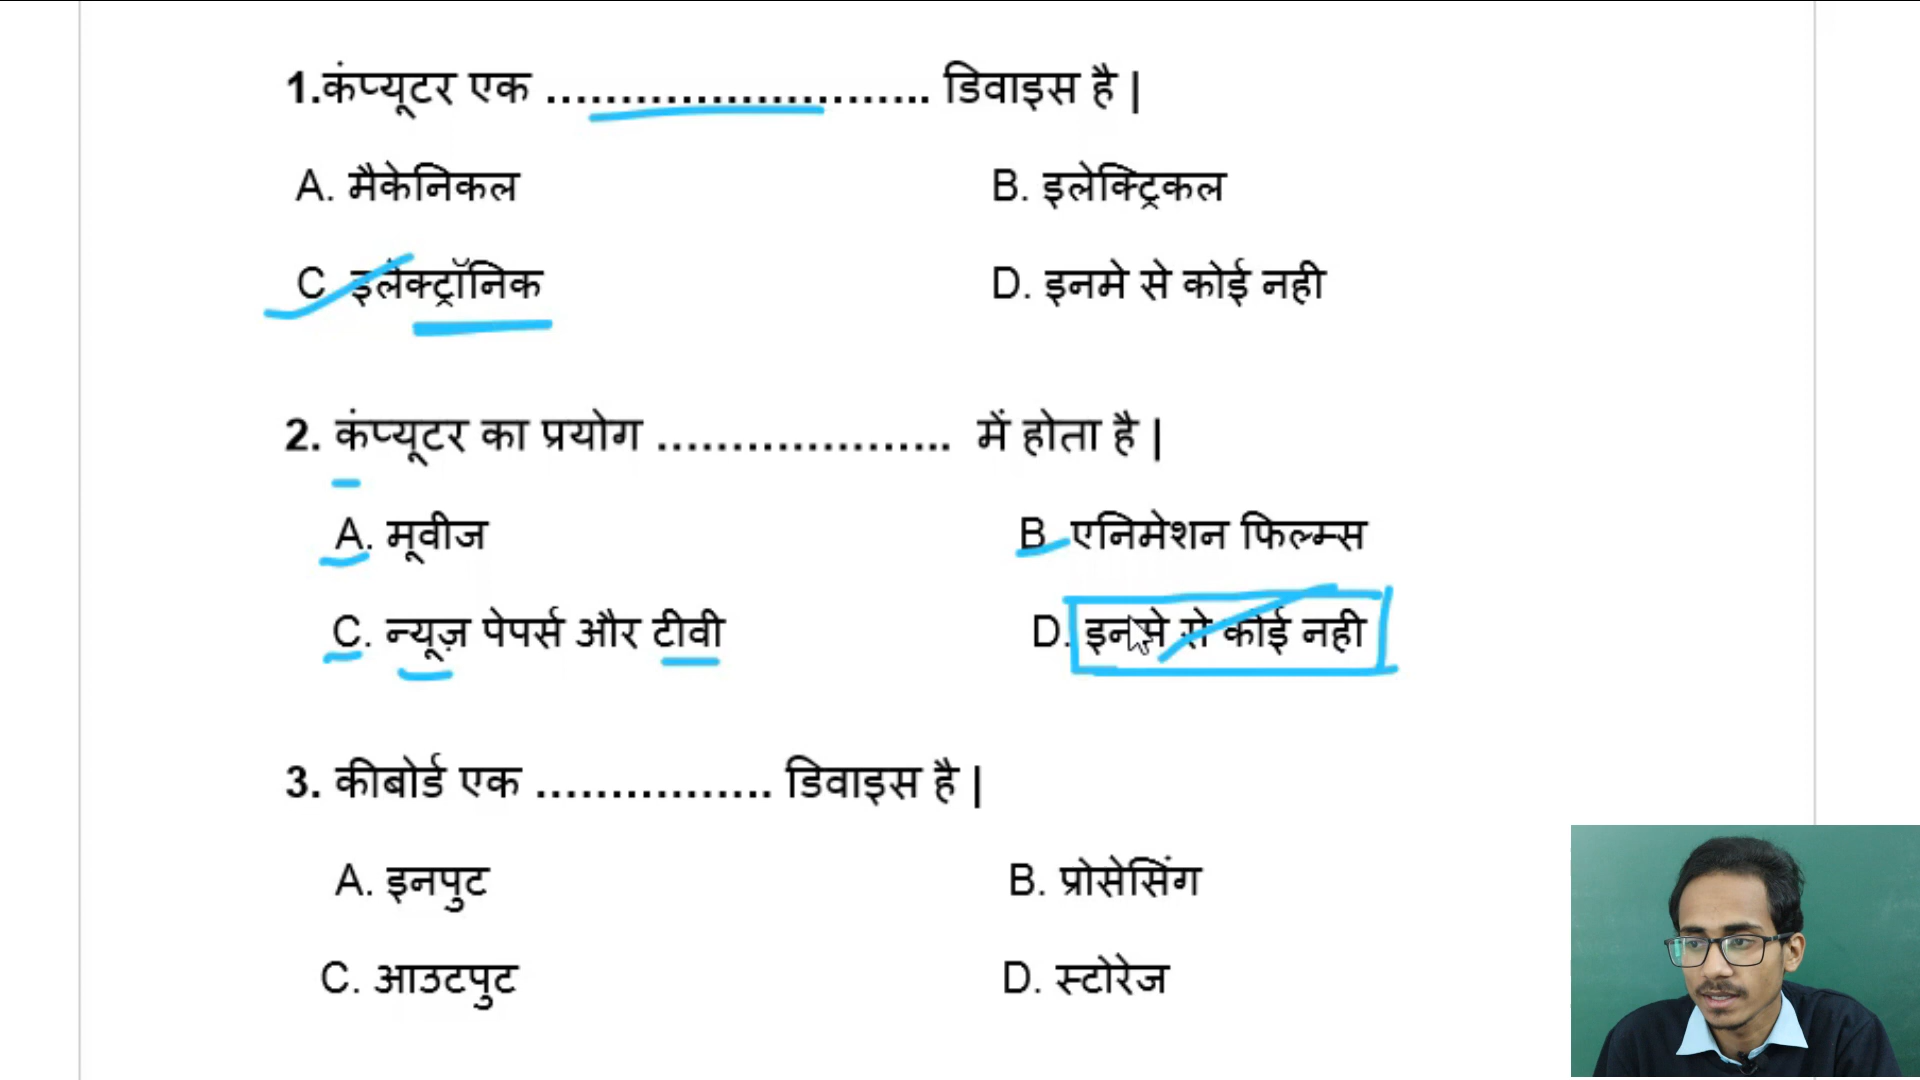 1.कंप्यूटर एक ............................ डिवाइस है |
A. मैकेनिकल B. इलेक्ट्रिकल
C इलेक्ट्रॉनिक D. इनमे से कोई नही
2. कंप्यूटर का प्रयोग ...................... में होता है |
A. मूवीज B. एनिमेशन फिल्म्स
C. न्यूज़ पेपर्स और टीवी D. इनमे से कोई नही
3. कीबोर्ड एक ................. डिवाइस है |
A. इनपुट B. प्रोसेसिंग
C. आउटपुट D. स्टोरेज